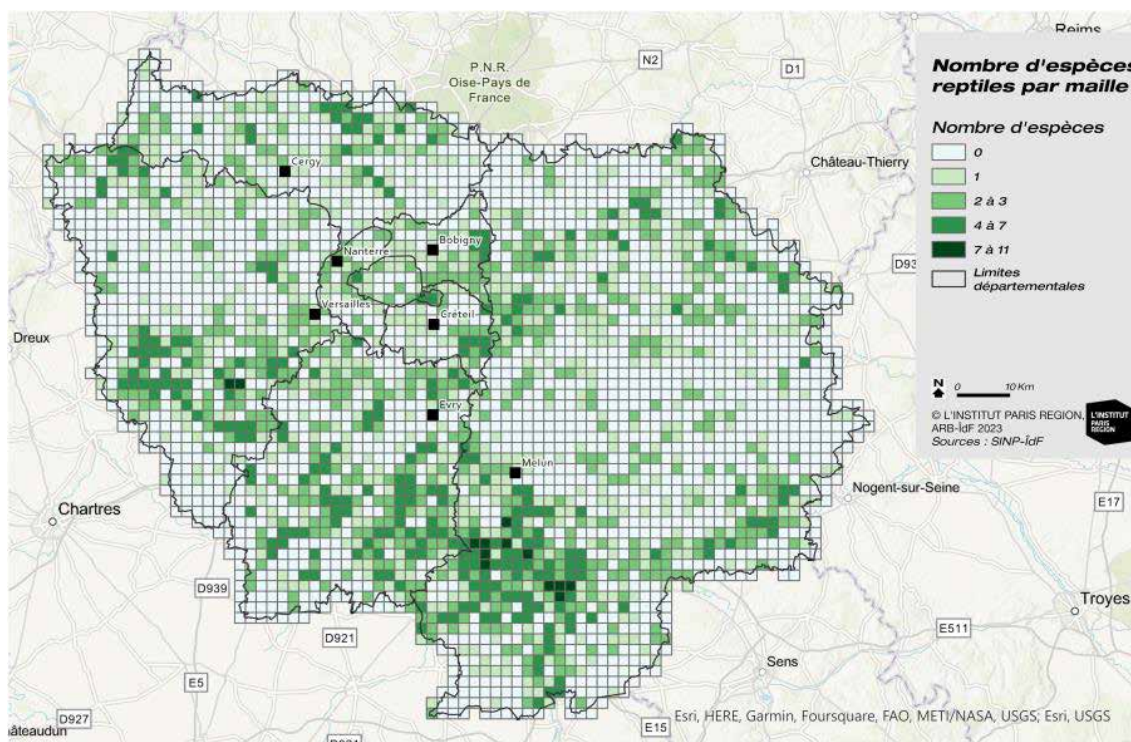 Reims
N2
D1
P.N.R.
Oise-Pays de
France
Nombre d'espèces
reptiles par maille
Nombre d'espèces
0
1
2 à 3
4 à 7
7 à 11
Limites
départementales
Château-Thierry
Cergy
Bobigny
Nanterre
D93
Versailles
Créteil
Dreux
N
0 10 Km
Evry
© L'INSTITUT PARIS REGION,
ARB-îdF 2023
Sources : SINP-îdF
L'INSTITUT
PARIS
REGION
Melun
Nogent-sur-Seine
E17
Chartres
D939
Troyes
D921
E511
Sens
E5
D927
E15
Esri, HERE, Garmin, Foursquare, FAO, METI/NASA, USGS; Esri, USGS
hâteaudun